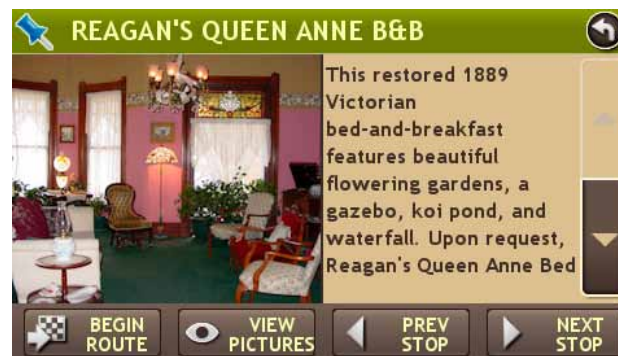 REAGAN'S QUEEN ANNE B&B
This restored 1889
Victorian
bed-and-breakfast
features beautiful
flowering gardens, a
gazebo, koi pond, and
waterfall. Upon request,
Reagan's Queen Anne Bed
BEGIN
ROUTE
VIEW
PICTURES
PREV
STOP
NEXT
STOP